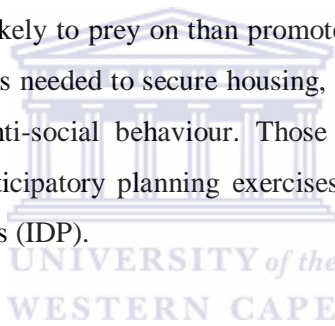 kely to prey on than promote
s needed to secure housing,
nti-social behaviour. Those
ticipatory planning exercises
s (IDP).
UNIVERSITY of the
WESTERN CAPE